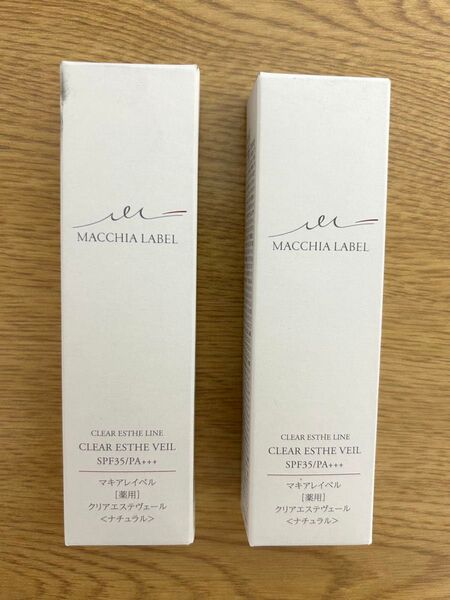 MACCHIA LABEL
CLEAR ESTHE LINE
CLEAR ESTHE VEIL
SPF35/PA+++
マキアレイベル
[薬用]
クリアエステヴェール
<ナチュラル>
MACCHIA LABEL
CLEAR ESTHE LINE
CLEAR ESTHE VEIL
SPF35/PA+++
マキアレイベル
[薬用]
クリアエステヴェール
<ナチュラル>